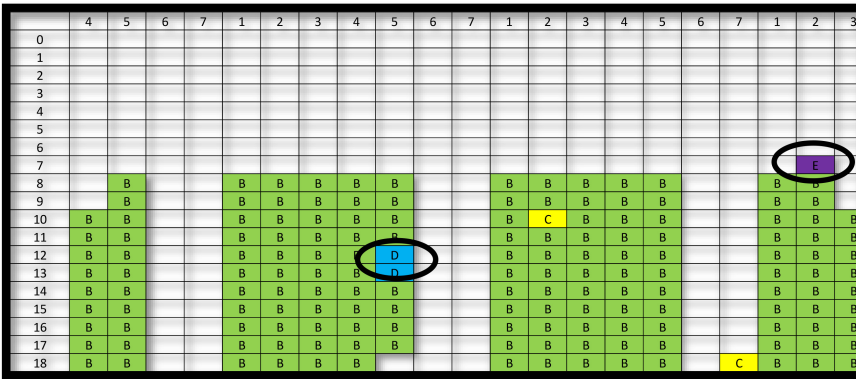 4 5 6 7 1 2 3 4 5 6 7 1 2 3 4 5 6 7 1 2 3
0
1
2
3
4
5
6
7 E
8 B B B B B B B B B B B B B
9 B B B B B B B B B B B B B
10 B B B B B B B B C B B B B B B
11 B B B B B B B B B B B B B B B
12 B B B B B B D B B B B B B B B
13 B B B B B B D B B B B B B B B
14 B B B B B B B B B B B B B B B
15 B B B B B B B B B B B B B B B
16 B B B B B B B B B B B B B B B
17 B B B B B B B B B B B B B B B
18 B B B B B B B B B B B C B B B